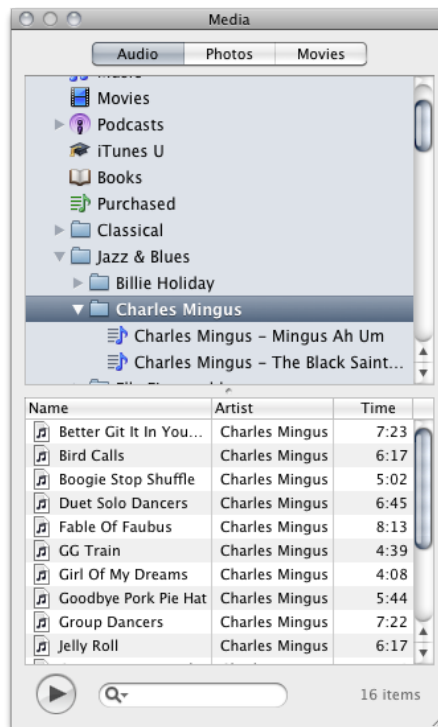 Media
Audio Photos Movies
Music
Movies
Podcasts
iTunes U
Books
Purchased
Classical
Jazz & Blues
Billie Holiday
Charles Mingus
Charles Mingus – Mingus Ah Um
Charles Mingus – The Black Saint...
Name Artist Time
Better Git It In You... Charles Mingus 7:23
Bird Calls Charles Mingus 6:17
Boogie Stop Shuffle Charles Mingus 5:02
Duet Solo Dancers Charles Mingus 6:45
Fable Of Faubus Charles Mingus 8:13
GG Train Charles Mingus 4:39
Girl Of My Dreams Charles Mingus 4:08
Goodbye Pork Pie Hat Charles Mingus 5:44
Group Dancers Charles Mingus 7:22
Jelly Roll Charles Mingus 6:17
16 items